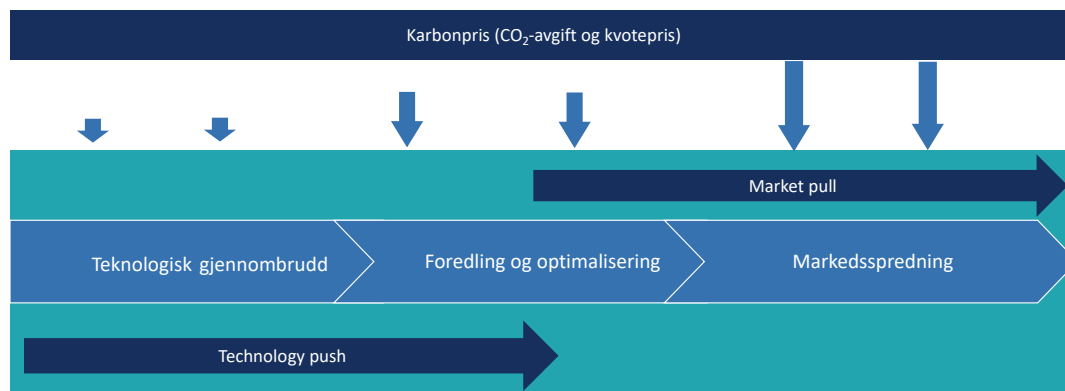 Karbonpris (CO₂-avgift og kvotepris)
Market pull
Teknologisk gjennombrudd
Foredling og optimalisering
Markedsspredning
Technology push